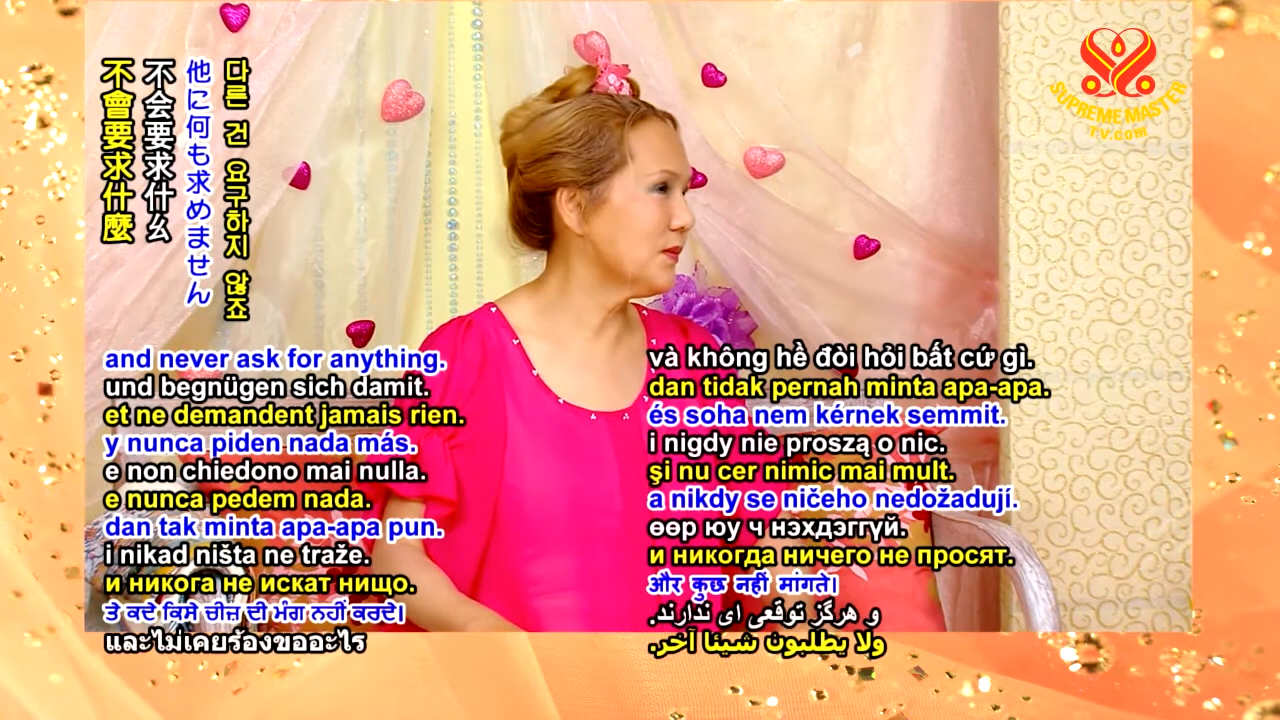 不會要求什麼
不会要求什么
他に何も求めません
다른 건 요구하지 않죠
SUPREME MASTER
TV.COM
and never ask for anything.
und begnügen sich damit.
et ne demandent jamais rien.
y nunca piden nada más.
e non chiedono mai nulla.
e nunca pedem nada.
dan tak minta apa-apa pun.
i nikad ništa ne traže.
и никога не искат нищо.
ਤੇ ਕਦੇ ਕਿਸੇ ਚੀਜ਼ ਦੀ ਮੰਗ ਨਹੀਂ ਕਰਦੇ।
และไม่เคยร้องขออะไร
và không hề đòi hỏi bất cứ gì.
dan tidak pernah minta apa-apa.
és soha nem kérnek semmit.
i nigdy nie proszą o nic.
şi nu cer nimic mai mult.
a nikdy se ničeho nedožadují.
өөр юу ч нэхдэггүй.
и никогда ничего не просят.
और कुछ नहीं मांगते।
و هرگز توقعی ای ندارند.
ولا يطلبون شيئا آخر.